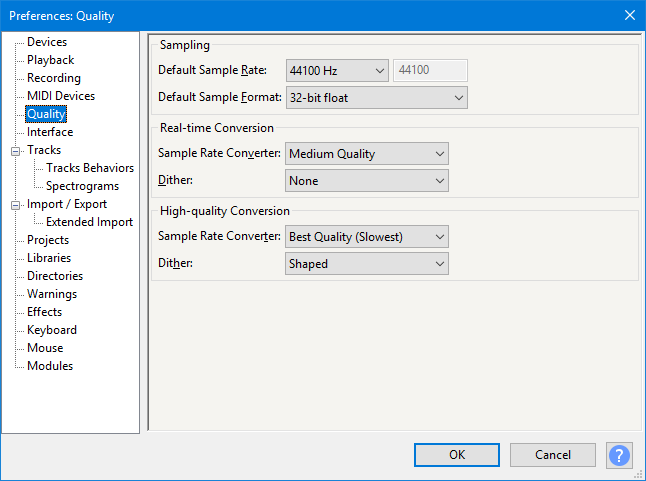 Preferences: Quality
Devices
Playback
Recording
MIDI Devices
Quality
Interface
Tracks
Tracks Behaviors
Spectrograms
Import / Export
Extended Import
Projects
Libraries
Directories
Warnings
Effects
Keyboard
Mouse
Modules
Sampling
Default Sample Rate: 44100 Hz 44100
Default Sample Format: 32-bit float
Real-time Conversion
Sample Rate Converter: Medium Quality
Dither: None
High-quality Conversion
Sample Rate Converter: Best Quality (Slowest)
Dither: Shaped
OK Cancel ?